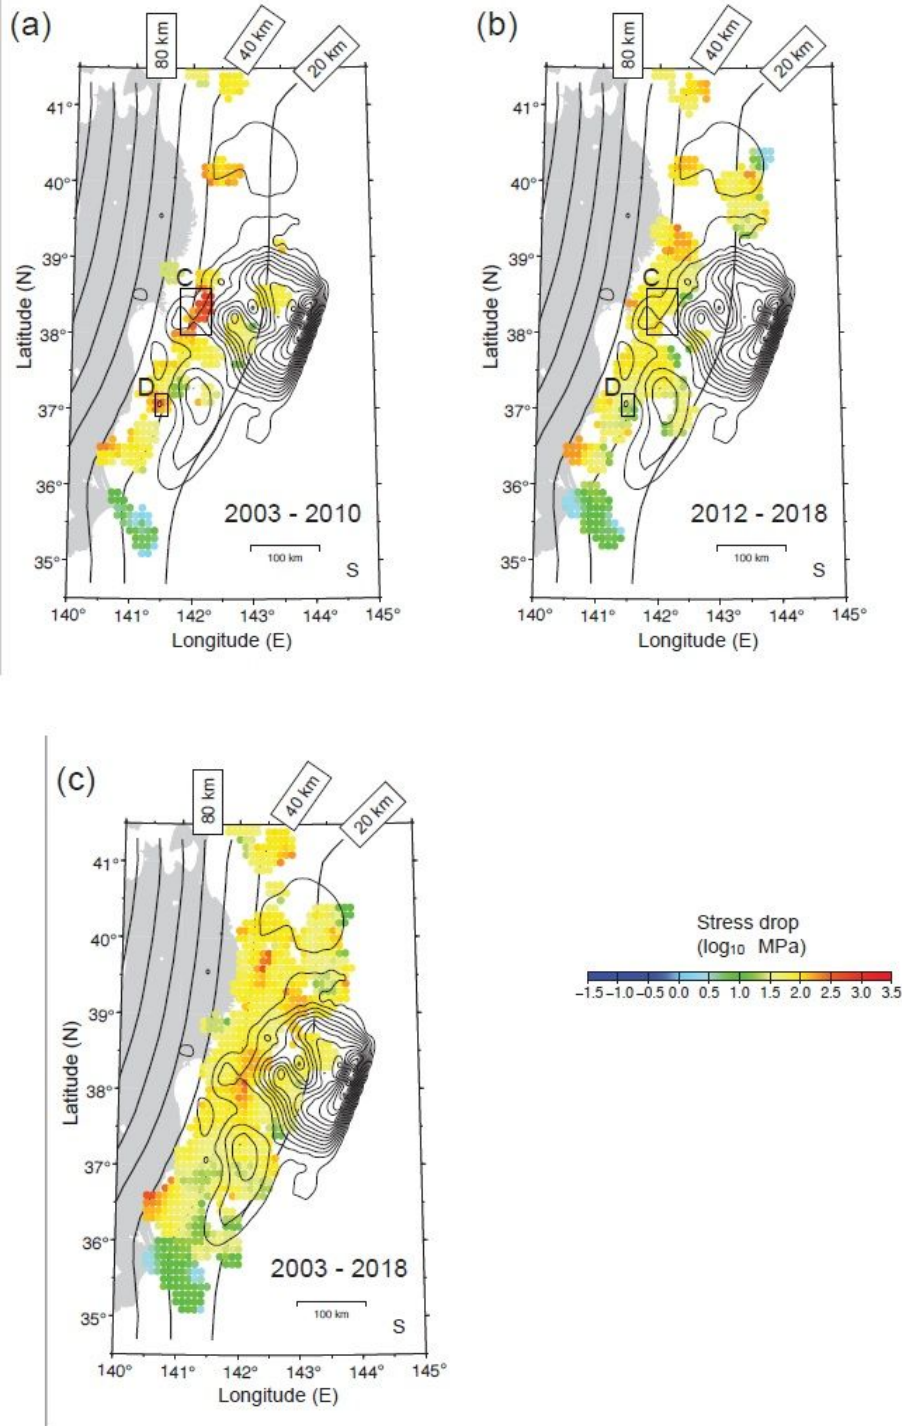 (a)
80 km
40 km
20 km
41°
40°
39°
38°
37°
36°
35°
Latitude (N)
C
D
2003 - 2010
100 km
S
140° 141° 142° 143° 144° 145°
Longitude (E)
(b)
80 km
40 km
20 km
41°
40°
39°
38°
37°
36°
35°
Latitude (N)
C
D
2012 - 2018
100 km
S
140° 141° 142° 143° 144° 145°
Longitude (E)
(c)
80 km
40 km
20 km
41°
40°
39°
38°
37°
36°
35°
Latitude (N)
2003 - 2018
100 km
S
140° 141° 142° 143° 144° 145°
Longitude (E)
Stress drop
(log₁₀ MPa)
−1.5 −1.0 −0.5 0.0 0.5 1.0 1.5 2.0 2.5 3.0 3.5